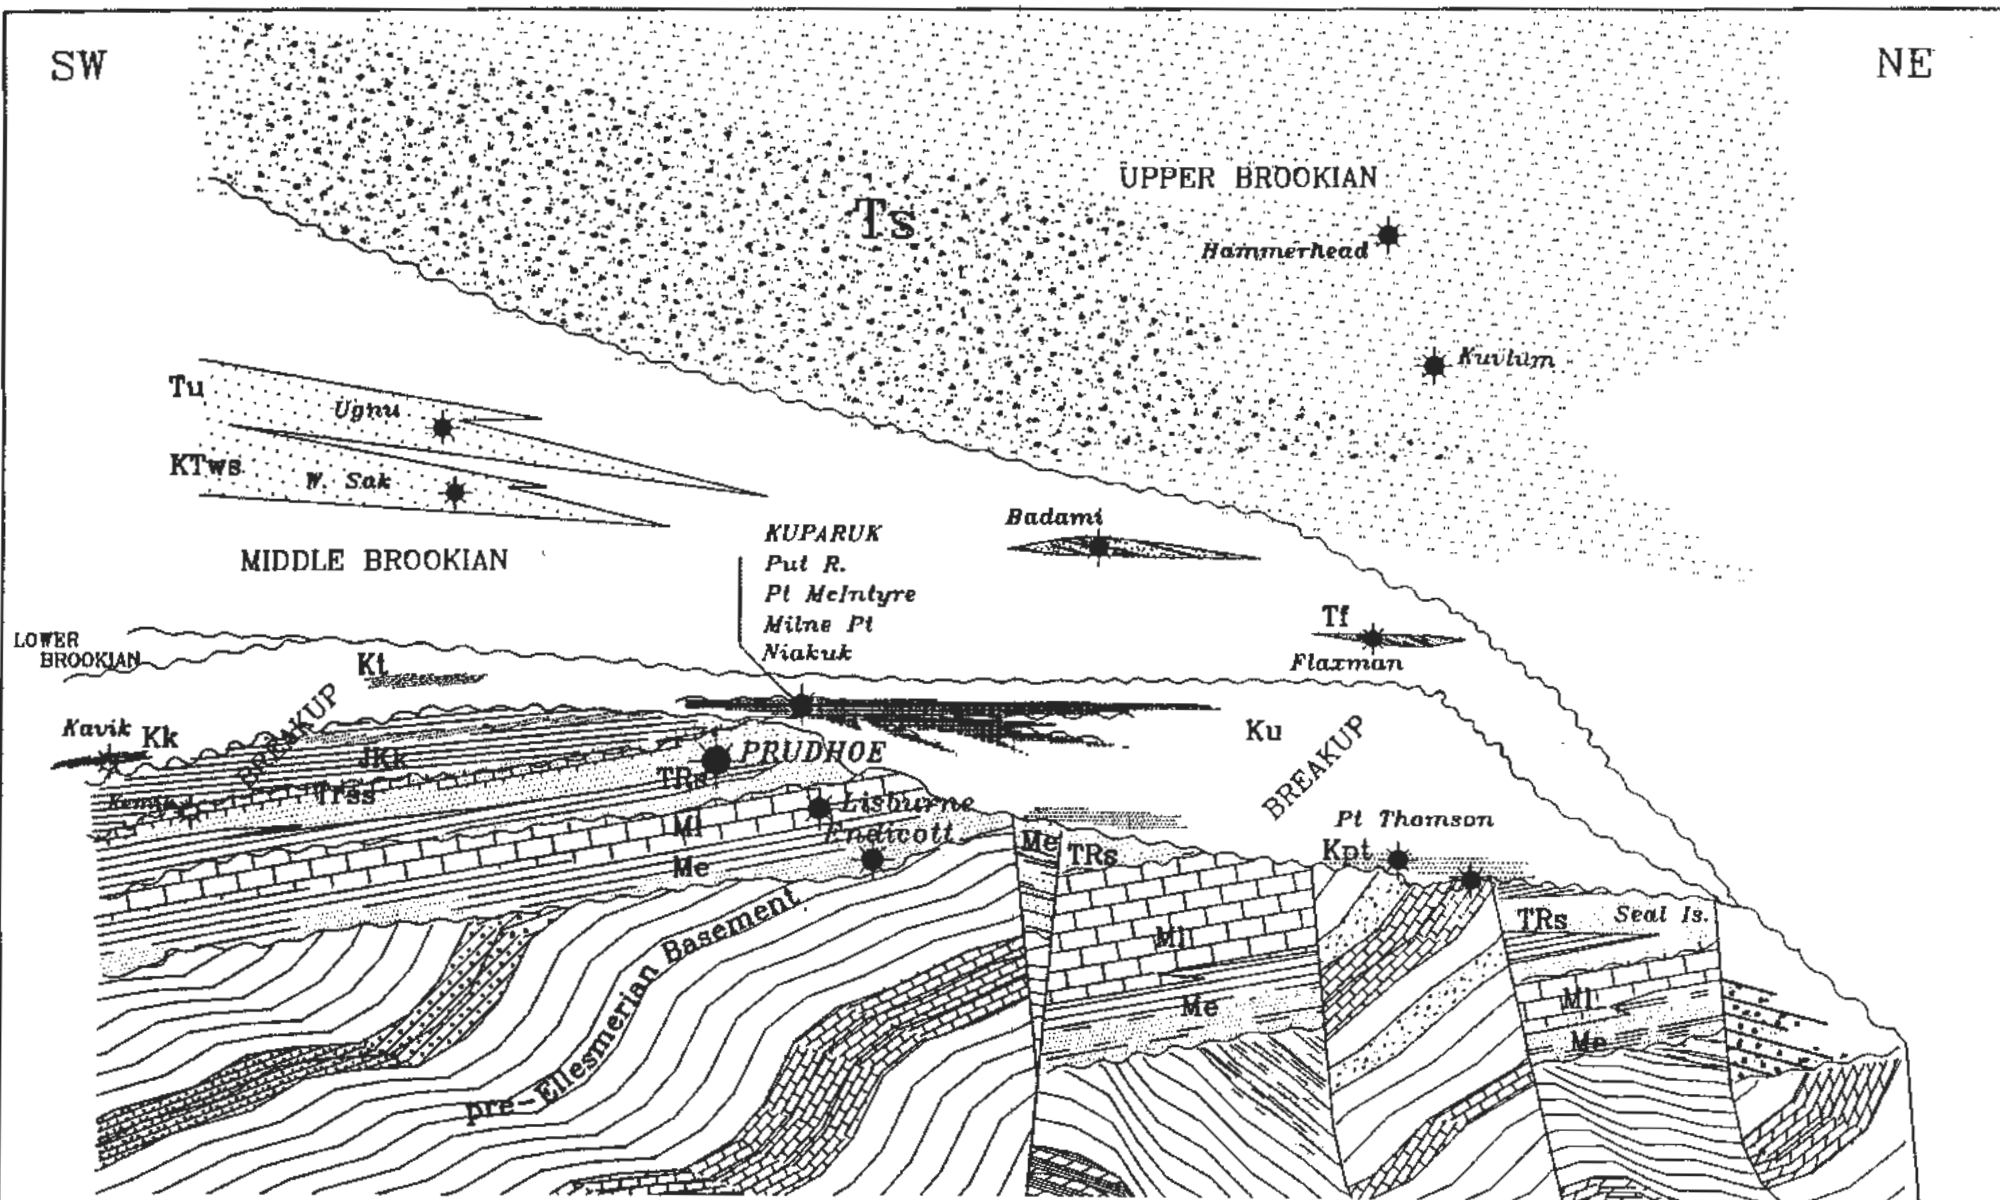 SW
NE
UPPER BROOKIAN
Ts
Hammerhead
Kuvlum
Tu
Ugnu
KTws
W. Sak
Badami
KUPARUK
Put R.
Pt McIntyre
Milne Pt
Niakuk
MIDDLE BROOKIAN
Tf
Flaxman
LOWER
BROOKIAN
Kt
BREAKUP
Kavik
Kk
JKk
Ku
BREAKUP
PRUDHOE
TRs
Trss
Lisburne
Ml
Endicott
Me
Me
TRs
Pt Thomson
Kpt
TRs
Seal Is.
Ml
Me
Ml
Me
pre-Ellesmerian Basement